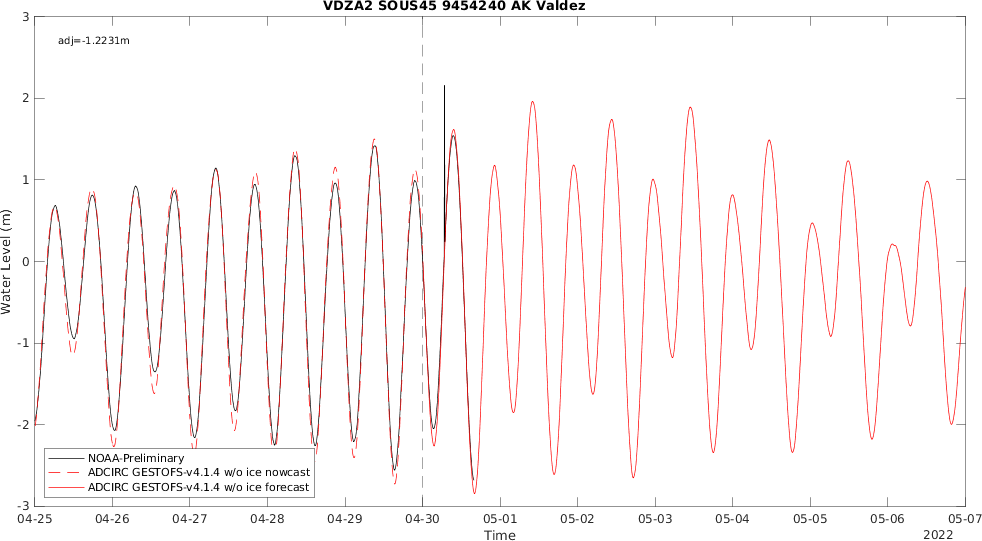 VDZA2 SOUS45 9454240 AK Valdez
adj=-1.2231m
Water Level (m)
3
2
1
0
-1
-2
-3
NOAA-Preliminary
ADCIRC GESTOFS-v4.1.4 w/o ice nowcast
ADCIRC GESTOFS-v4.1.4 w/o ice forecast
04-25 04-26 04-27 04-28 04-29 04-30 05-01 05-02 05-03 05-04 05-05 05-06 05-07
Time
2022